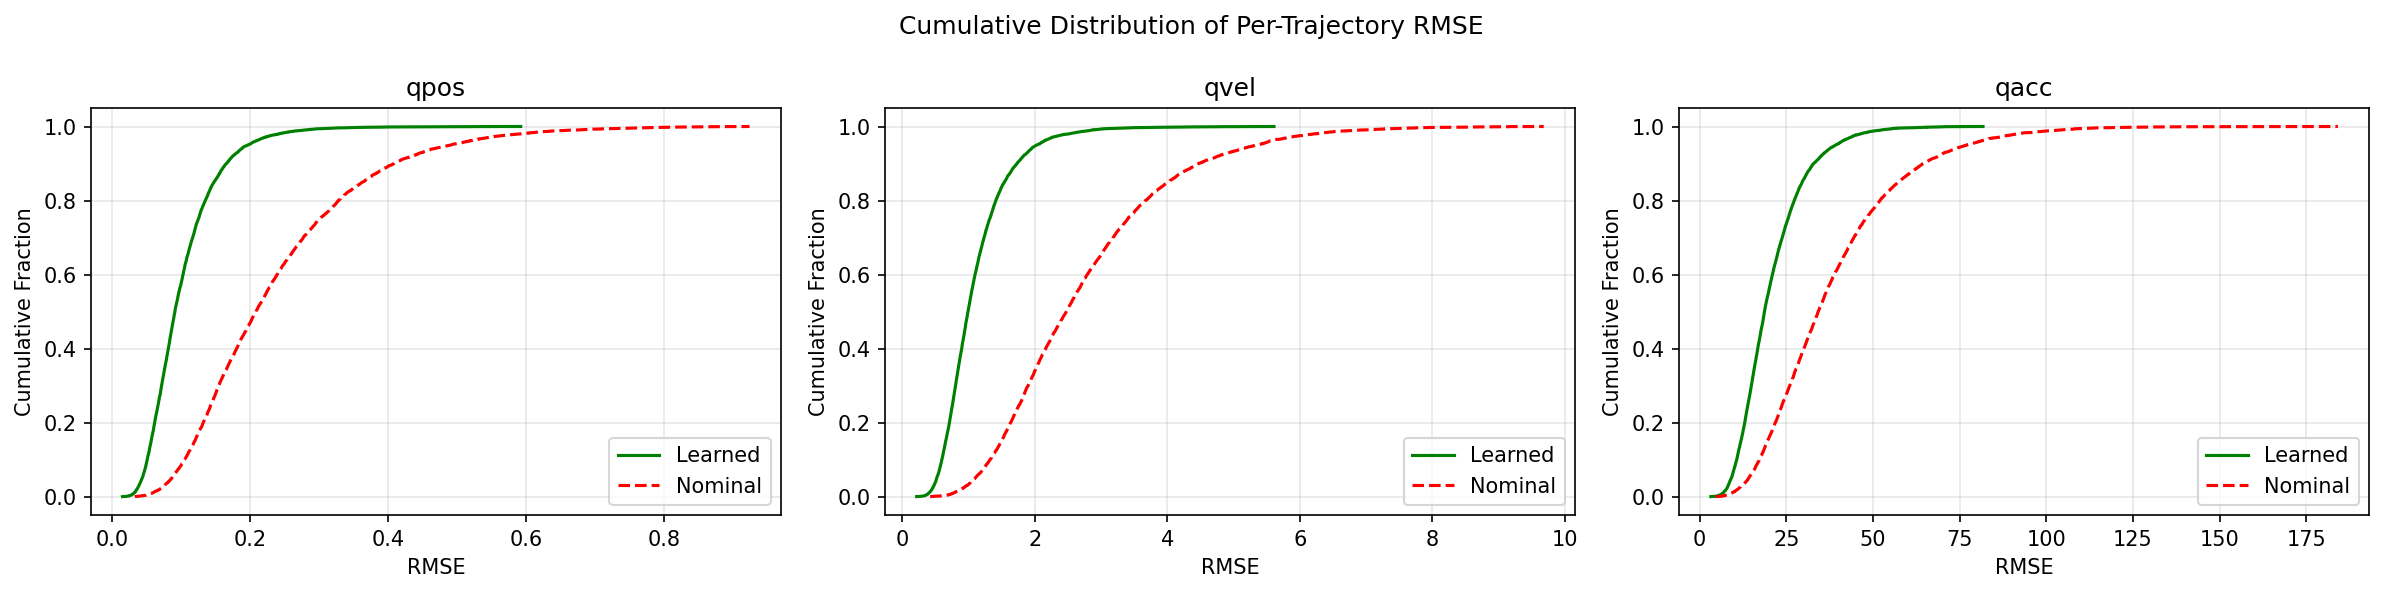 Cumulative Distribution of Per-Trajectory RMSE
qpos
Cumulative Fraction
1.0
0.8
0.6
0.4
0.2
0.0
0.0 0.2 0.4 0.6 0.8
RMSE
Learned
Nominal
qvel
Cumulative Fraction
1.0
0.8
0.6
0.4
0.2
0.0
0 2 4 6 8 10
RMSE
Learned
Nominal
qacc
Cumulative Fraction
1.0
0.8
0.6
0.4
0.2
0.0
0 25 50 75 100 125 150 175
RMSE
Learned
Nominal